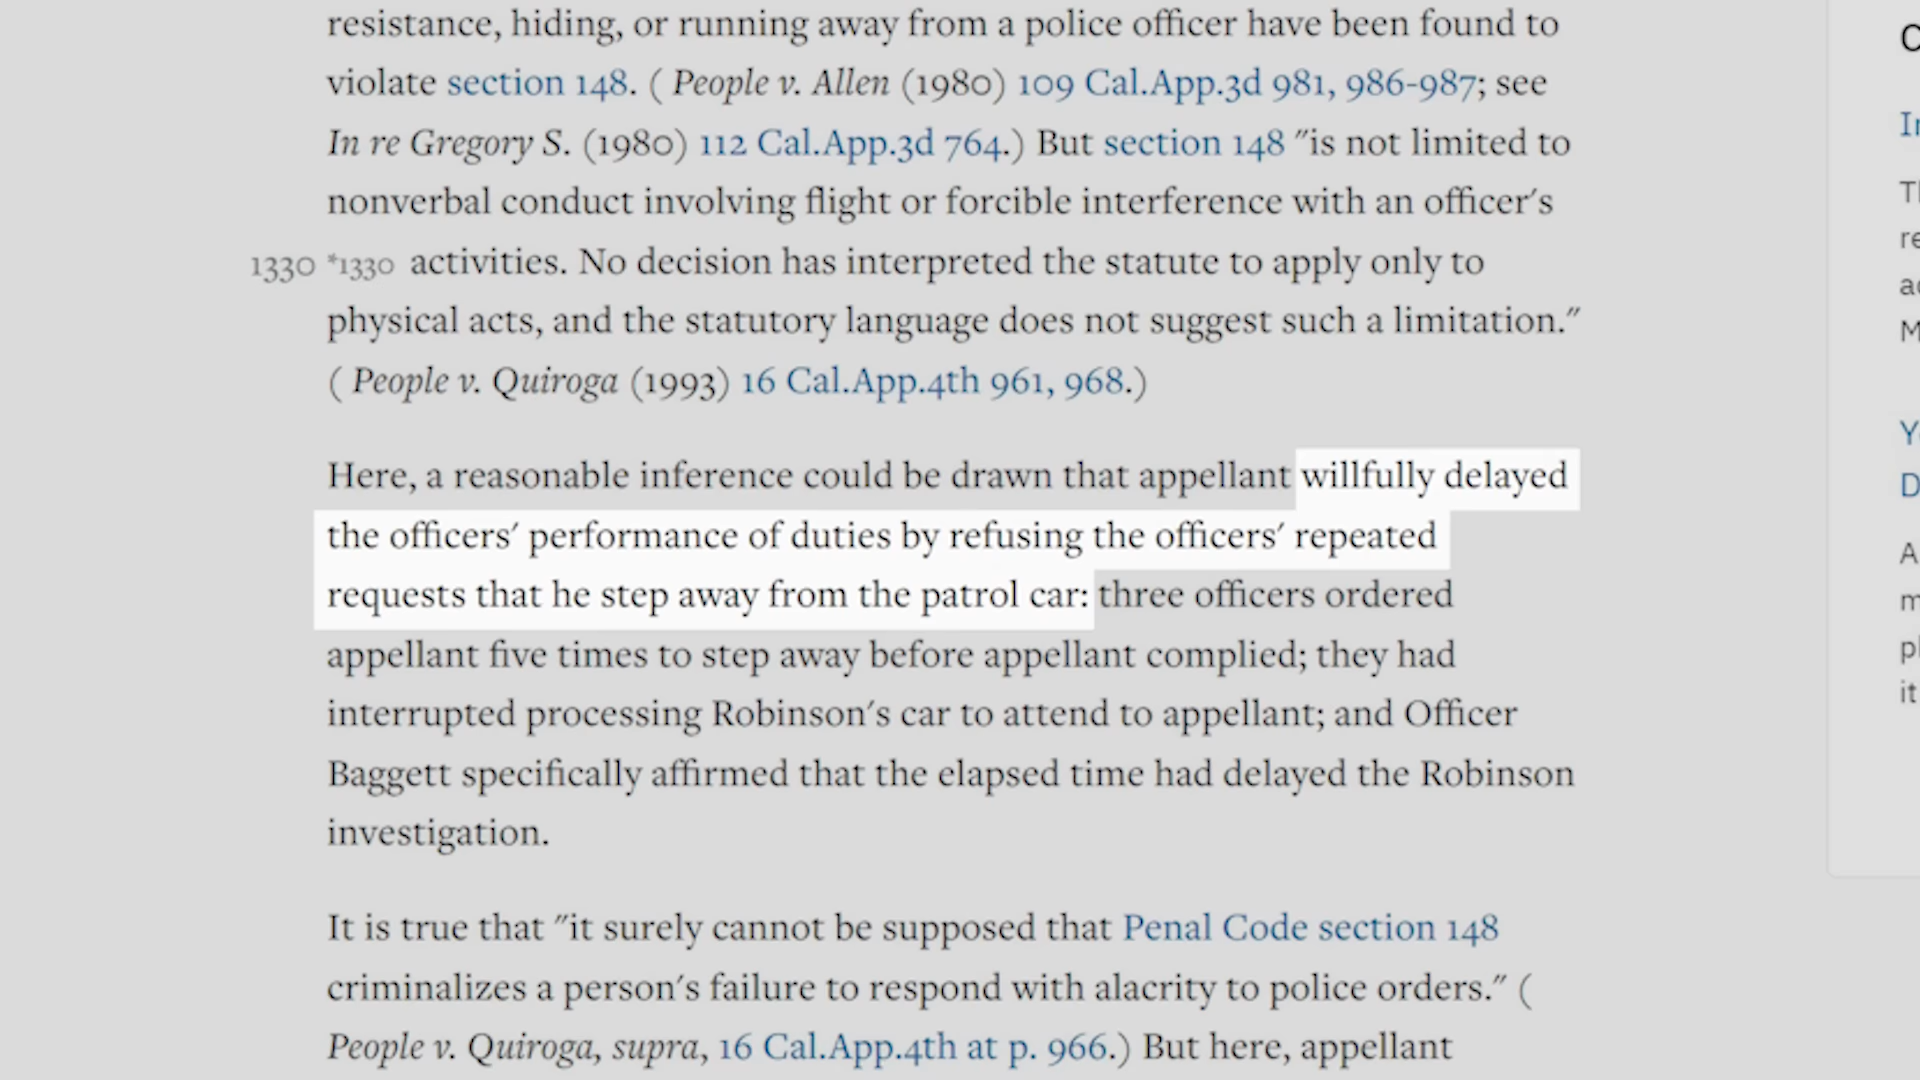 resistance, hiding, or running away from a police officer have been found to
violate section 148. ( People v. Allen (1980) 109 Cal.App.3d 981, 986-987; see
In re Gregory S. (1980) 112 Cal.App.3d 764.) But section 148 "is not limited to
nonverbal conduct involving flight or forcible interference with an officer's
1330 *1330 activities. No decision has interpreted the statute to apply only to
physical acts, and the statutory language does not suggest such a limitation."
( People v. Quiroga (1993) 16 Cal.App.4th 961, 968.)
Here, a reasonable inference could be drawn that appellant willfully delayed
the officers' performance of duties by refusing the officers' repeated
requests that he step away from the patrol car: three officers ordered
appellant five times to step away before appellant complied; they had
interrupted processing Robinson's car to attend to appellant; and Officer
Baggett specifically affirmed that the elapsed time had delayed the Robinson
investigation.
It is true that "it surely cannot be supposed that Penal Code section 148
criminalizes a person's failure to respond with alacrity to police orders." (
People v. Quiroga, supra, 16 Cal.App.4th at p. 966.) But here, appellant
it